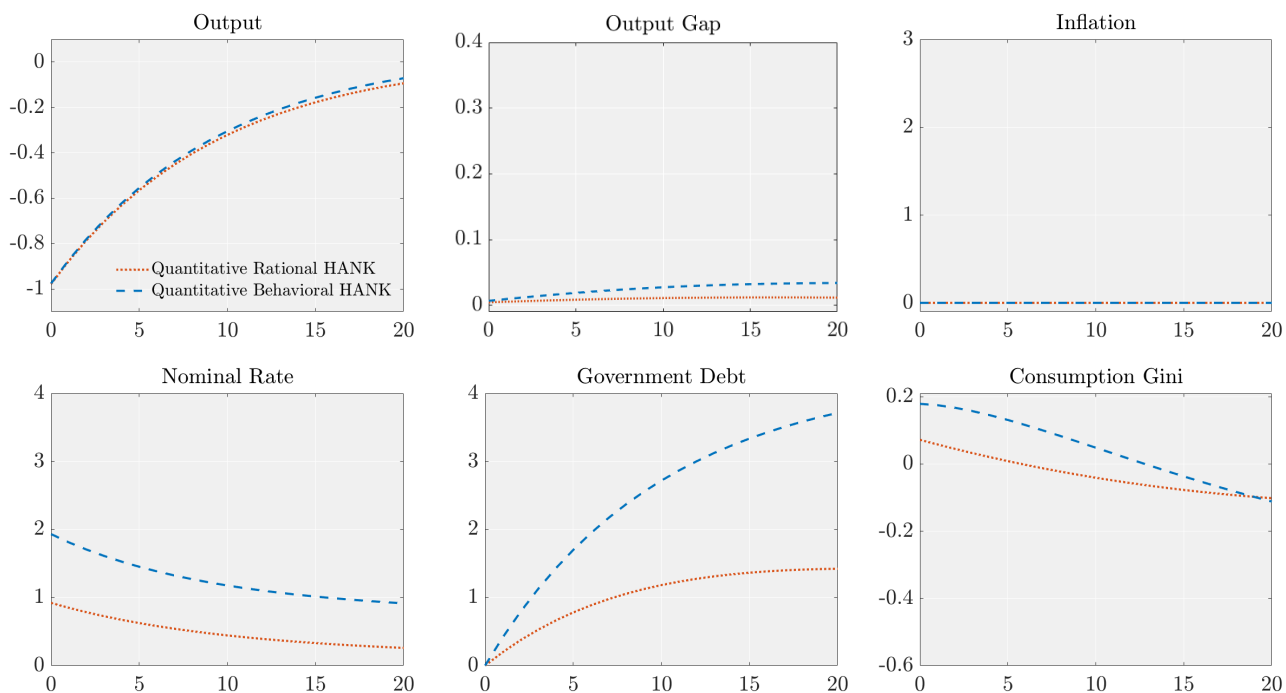 Output
0
-0.2
-0.4
-0.6
-0.8
-1
Quantitative Rational HANK
Quantitative Behavioral HANK
0 5 10 15 20
Output Gap
0.4
0.3
0.2
0.1
0
0 5 10 15 20
Inflation
3
2
1
0
0 5 10 15 20
Nominal Rate
4
3
2
1
0
0 5 10 15 20
Government Debt
4
3
2
1
0
0 5 10 15 20
Consumption Gini
0.2
0
-0.2
-0.4
-0.6
0 5 10 15 20